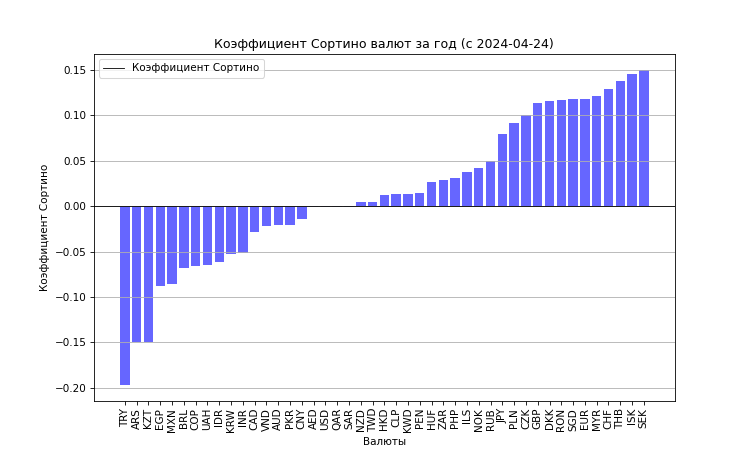 Коэффициент Сортино валют за год (с 2024-04-24)
Коэффициент Сортино
Коэффициент Сортино
0.15
0.10
0.05
0.00
−0.05
−0.10
−0.15
−0.20
TRY
ARS
KZT
EGP
MXN
BRL
COP
UAH
IDR
KRW
INR
CAD
VND
AUD
PKR
CNY
AED
USD
QAR
SAR
NZD
TWD
HKD
CLP
KWD
PEN
HUF
ZAR
PHP
ILS
NOK
RUB
JPY
PLN
CZK
GBP
DKK
RON
SGD
EUR
MYR
CHF
THB
ISK
SEK
Валюты